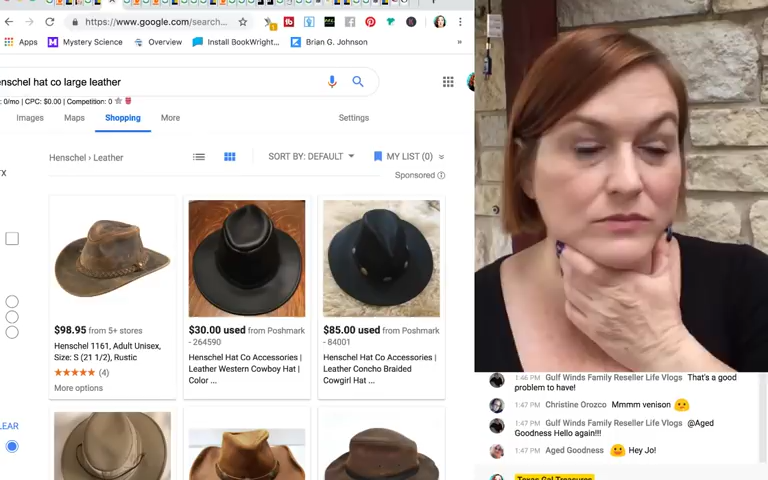 https://www.google.com/search...
Apps
Mystery Science
Overview
Install BookWright...
Brian G. Johnson
»
enschel hat co large leather
: 0/mo | CPC: $0.00 | Competition: 0
Images
Maps
Shopping
More
Settings
Henschel › Leather
SORT BY: DEFAULT
MY LIST (0)
Sponsored
$98.95 from 5+ stores
Henschel 1161, Adult Unisex,
Size: S (21 1/2), Rustic
(4)
More options
$30.00 used from Poshmark
- 264590
Henschel Hat Co Accessories |
Leather Western Cowboy Hat |
Color ...
$85.00 used from Poshmark
- 84001
Henschel Hat Co Accessories |
Leather Concho Braided
Cowgirl Hat ...
LEAR
1:46 PM Gulf Winds Family Reseller Life Vlogs That's a good
problem to have!
1:47 PM Christine Orozco Mmmm venison
1:47 PM Gulf Winds Family Reseller Life Vlogs @Aged
Goodness Hello again!!!
1:47 PM Aged Goodness Hey Jo!
Texas Gal Treasures